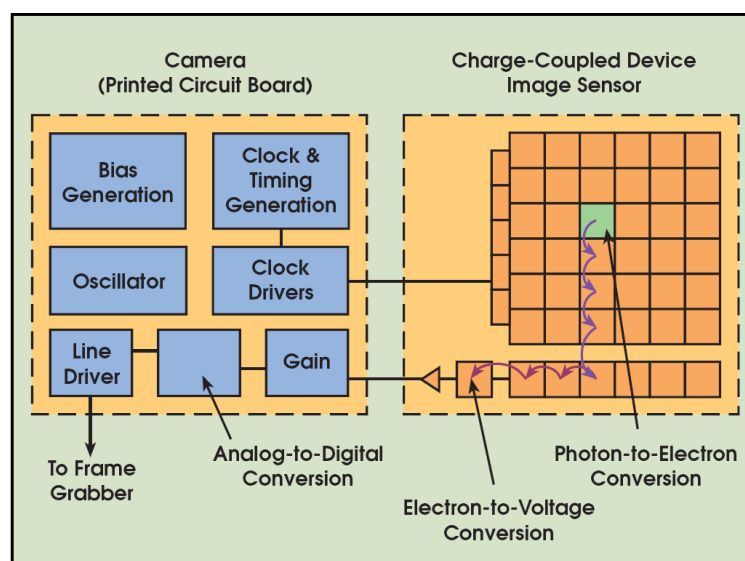 Camera
(Printed Circuit Board)
Charge-Coupled Device
Image Sensor
Bias
Generation
Clock &
Timing
Generation
Oscillator
Clock
Drivers
Line
Driver
Gain
To Frame
Grabber
Analog-to-Digital
Conversion
Electron-to-Voltage
Conversion
Photon-to-Electron
Conversion